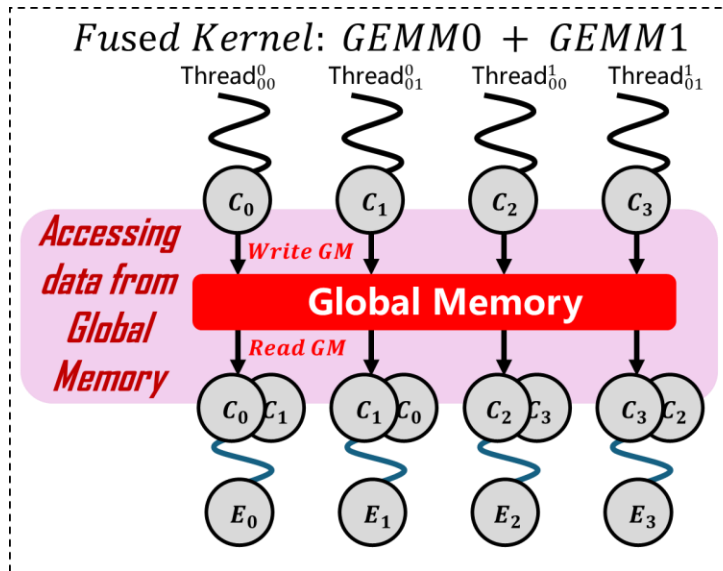 Fused Kernel: GEMM0 + GEMM1
Thread⁰₀₀ Thread⁰₀₁ Thread¹₀₀ Thread¹₀₁
C₀ C₁ C₂ C₃
Accessing
data from
Global
Memory
Write GM
Global Memory
Read GM
C₀ C₁ C₁ C₀ C₂ C₃ C₃ C₂
E₀ E₁ E₂ E₃